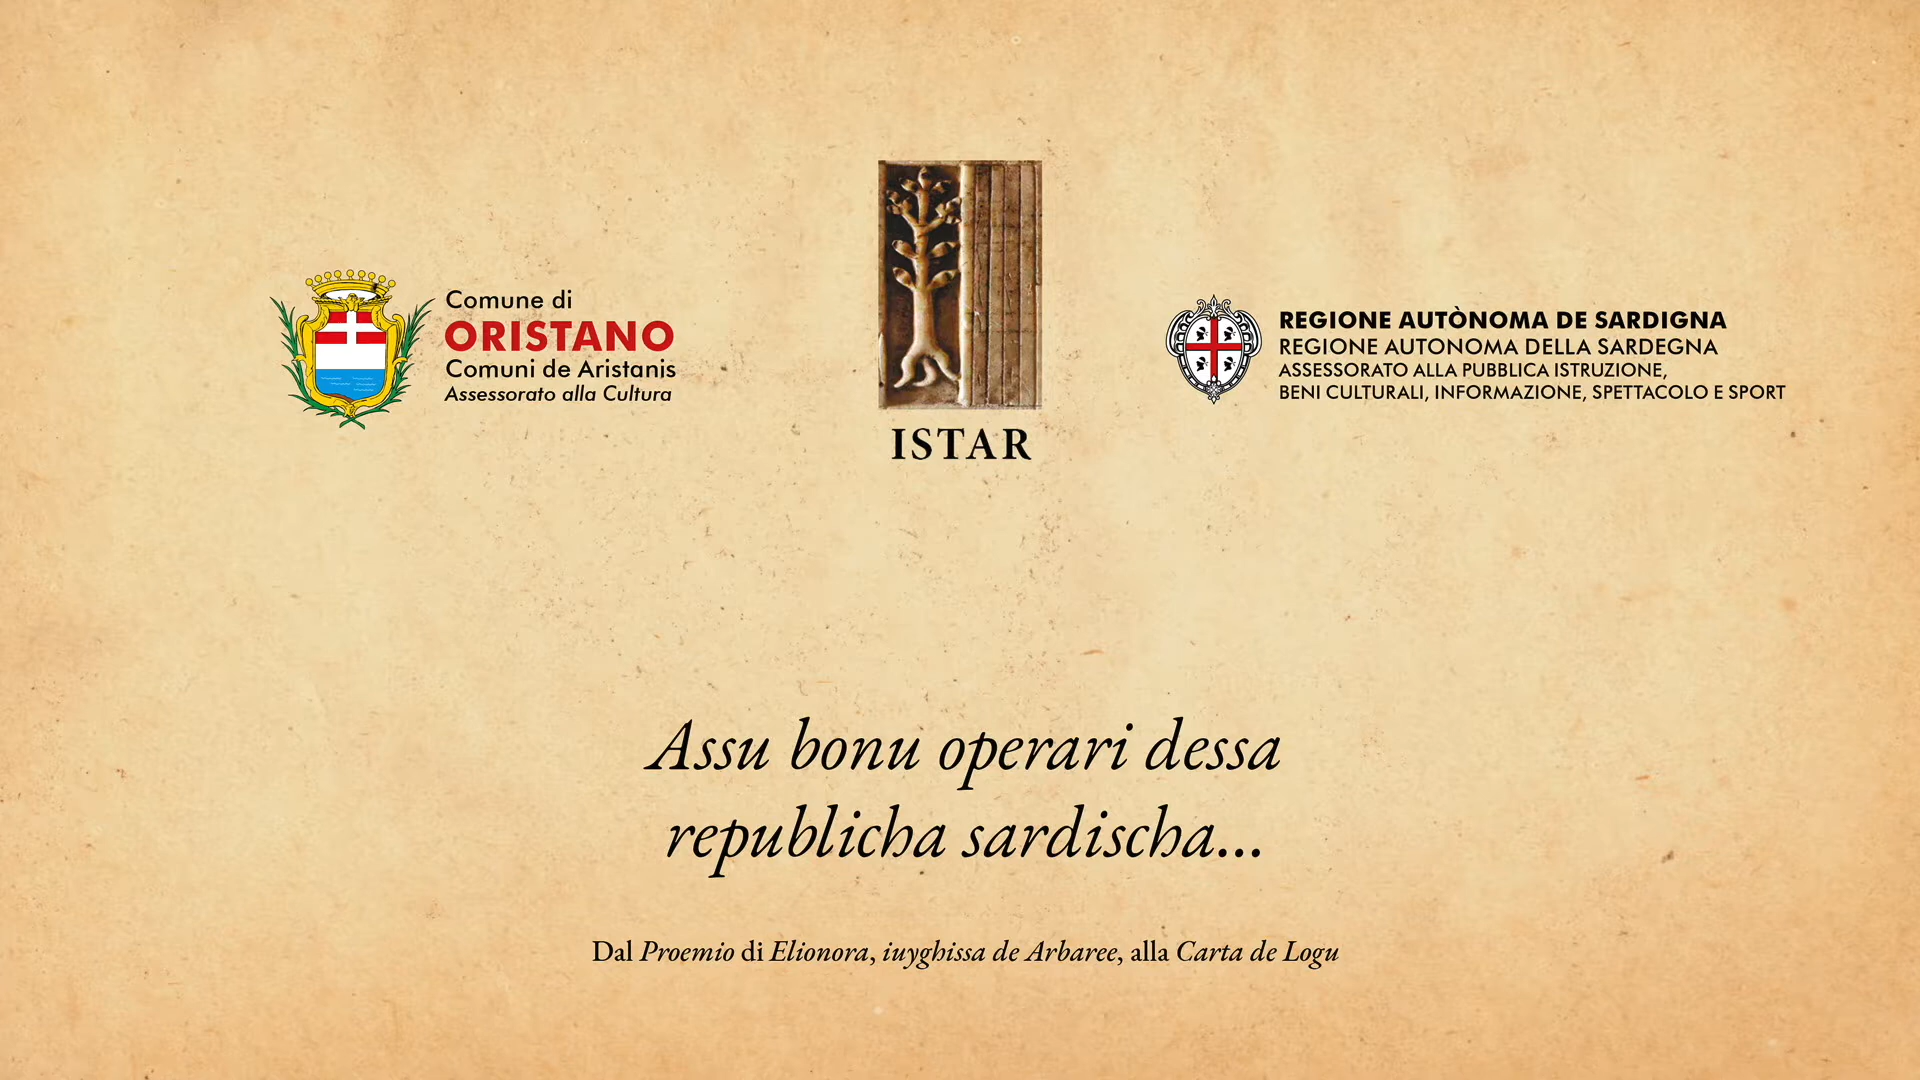 Comune di
ORISTANO
Comuni de Aristanis
Assessorato alla Cultura
ISTAR
REGIONE AUTÒNOMA DE SARDIGNA
REGIONE AUTONOMA DELLA SARDEGNA
ASSESSORATO ALLA PUBBLICA ISTRUZIONE,
BENI CULTURALI, INFORMAZIONE, SPETTACOLO E SPORT
Assu bonu operari dessa
republicha sardischa...
Dal Proemio di Elionora, iuyghissa de Arbaree, alla Carta de Logu